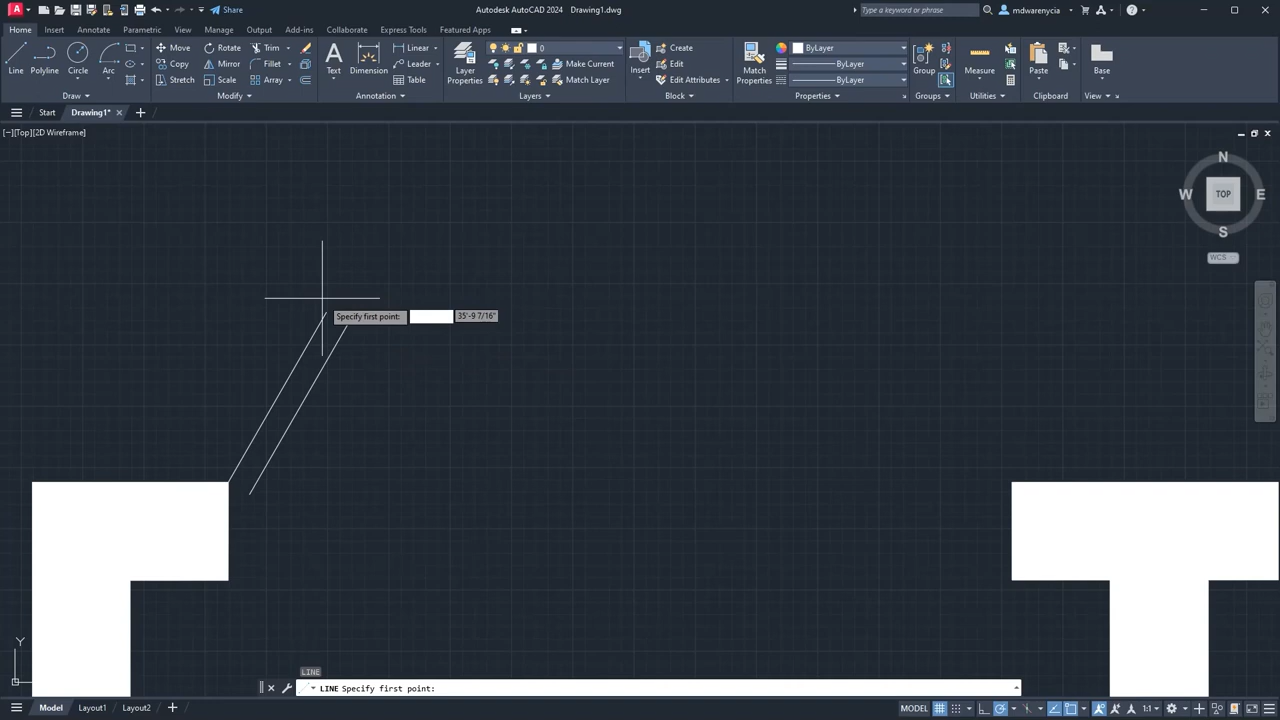 A Share Autodesk AutoCAD 2024 Drawing1.dwg Type a keyword or phrase mdwarenycia
Home Insert Annotate Parametric View Manage Output Add-ins Collaborate Express Tools Featured Apps
Line Polyline Circle Arc
Move Rotate Trim
Copy Mirror Fillet
Stretch Scale Array
Text Dimension
Linear
Leader
Table
Layer Properties
0
Make Current
Match Layer
Insert
Create
Edit
Edit Attributes
Match Properties
ByLayer
ByLayer
ByLayer
Group
Measure
Paste
Base
Draw Modify Annotation Layers Block Properties Groups Utilities Clipboard View
Start Drawing1*
[−][Top][2D Wireframe]
N
W TOP E
S
WCS
Specify first point: 35'-9 7/16"
Y
LINE
LINE Specify first point:
Model Layout1 Layout2 MODEL 1:1